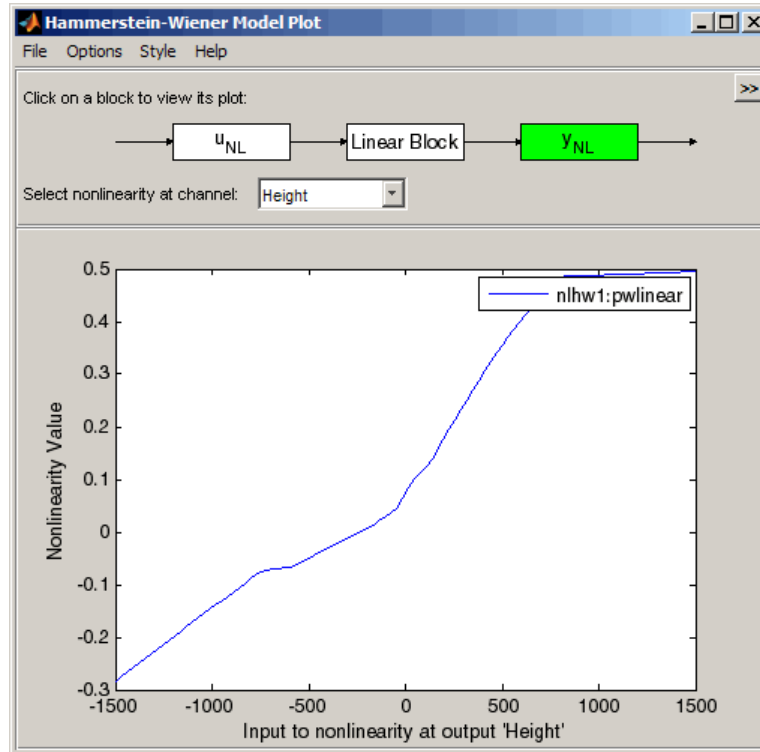 Hammerstein-Wiener Model Plot
File Options Style Help
Click on a block to view its plot:
>>
uNL
Linear Block
yNL
Select nonlinearity at channel: Height
nlhw1:pwlinear
0.5
0.4
0.3
0.2
0.1
0
-0.1
-0.2
-0.3
Nonlinearity Value
-1500 -1000 -500 0 500 1000 1500
Input to nonlinearity at output 'Height'